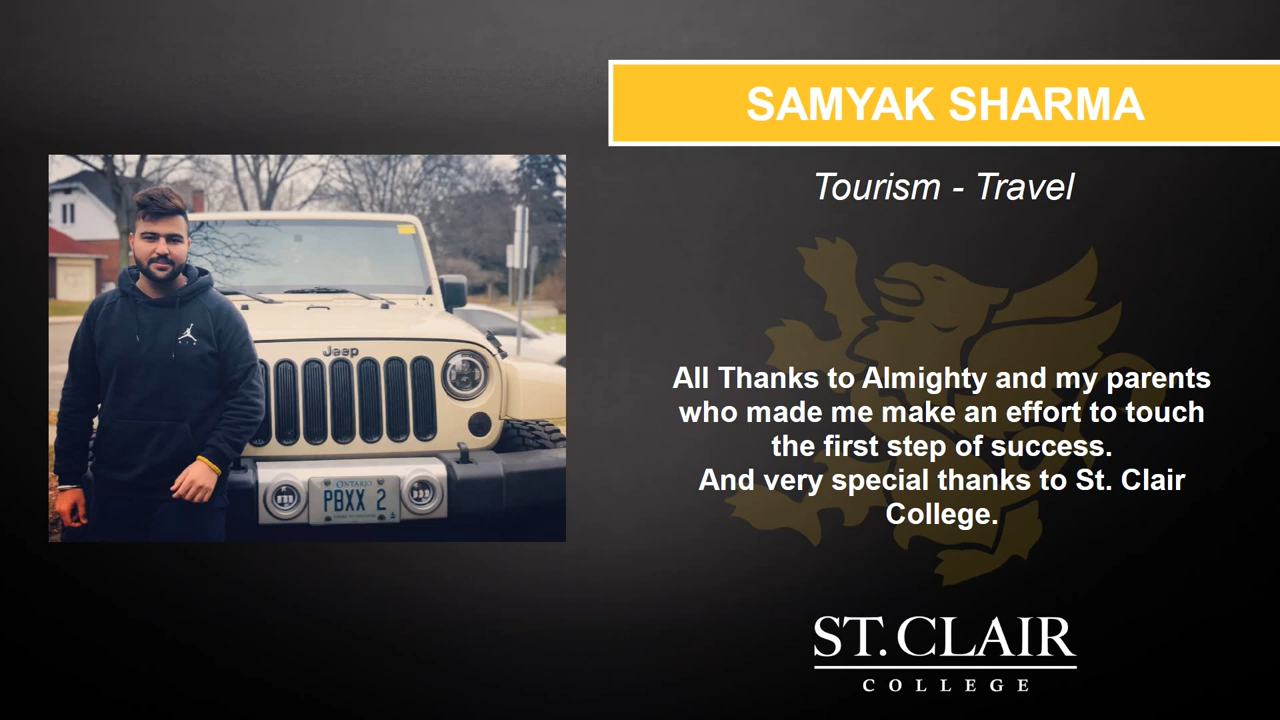 SAMYAK SHARMA
Tourism - Travel
All Thanks to Almighty and my parents
who made me make an effort to touch
the first step of success.
And very special thanks to St. Clair
College.
Jeep
ONTARIO
PBXX 2
ST. CLAIR
COLLEGE